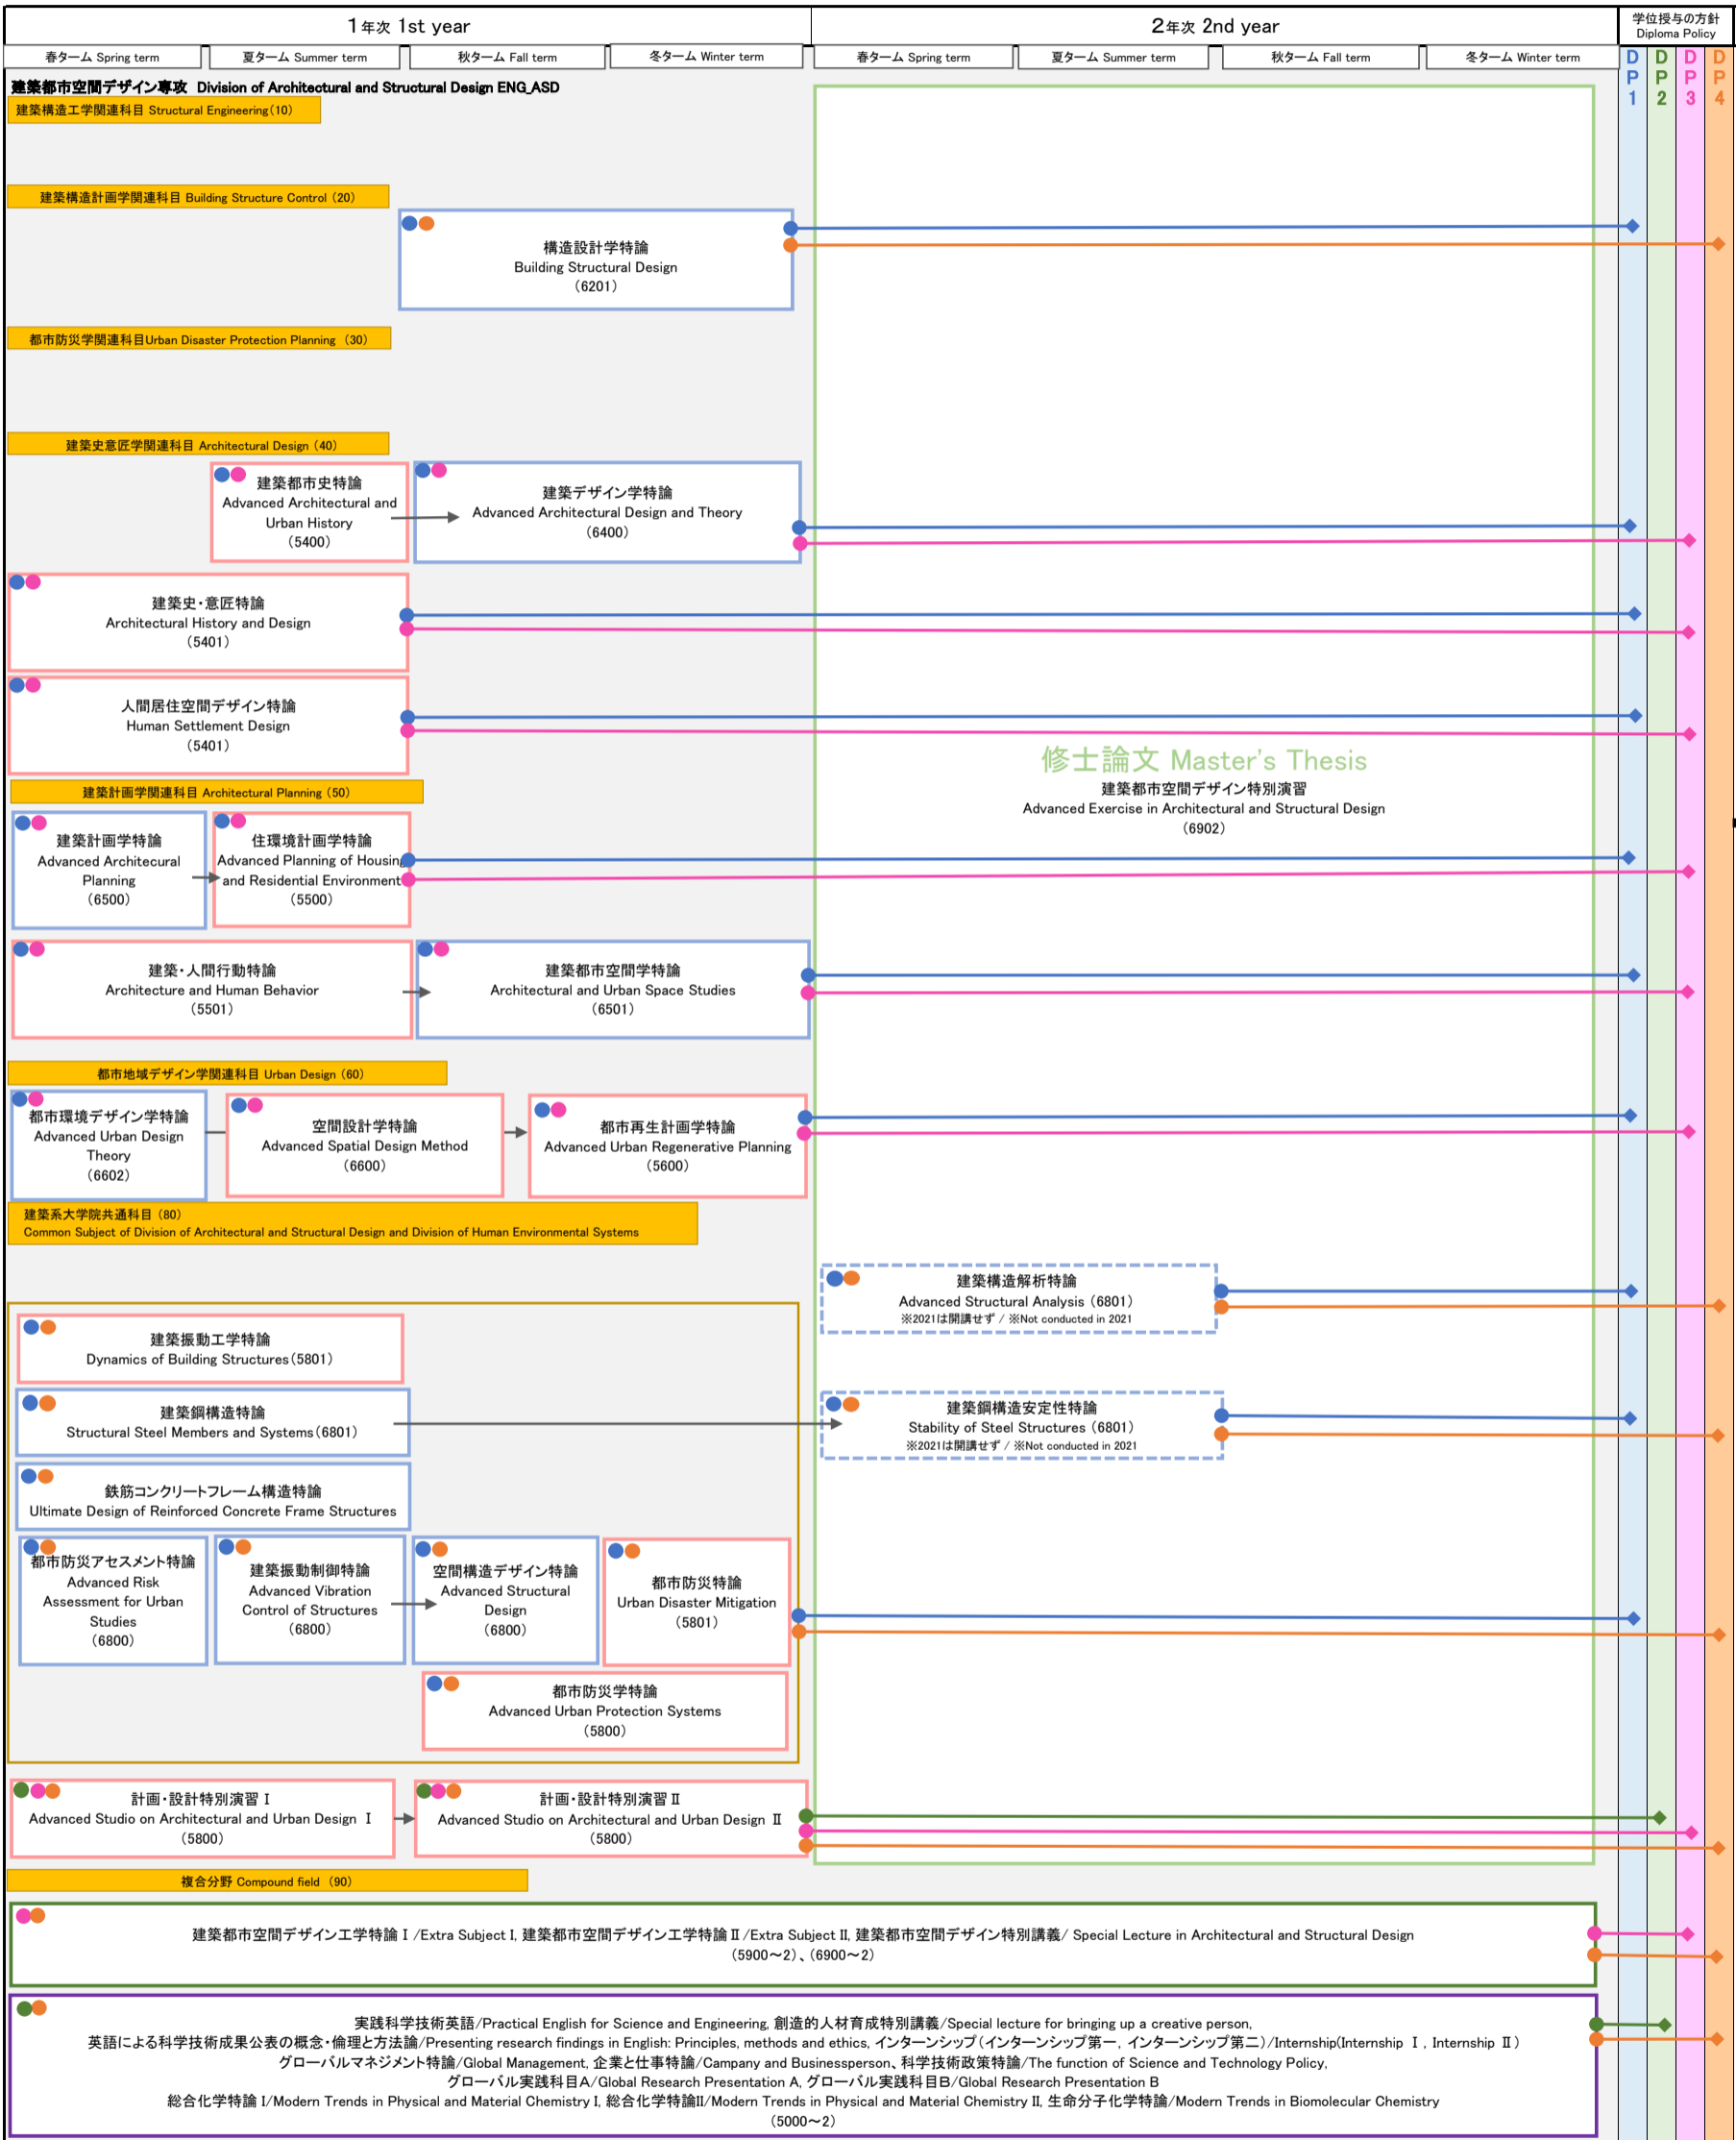 1年次 1st year
2年次 2nd year
学位授与の方針
Diploma Policy
春ターム Spring term
夏ターム Summer term
秋ターム Fall term
冬ターム Winter term
春ターム Spring term
夏ターム Summer term
秋ターム Fall term
冬ターム Winter term
DP1
DP2
DP3
DP4
建築都市空間デザイン専攻 Division of Architectural and Structural Design ENG_ASD
建築構造工学関連科目 Structural Engineering(10)
建築構造計画学関連科目 Building Structure Control (20)
構造設計学特論
Building Structural Design
(6201)
都市防災学関連科目Urban Disaster Protection Planning (30)
建築史意匠学関連科目 Architectural Design (40)
建築都市史特論
Advanced Architectural and
Urban History
(5400)
建築デザイン学特論
Advanced Architectural Design and Theory
(6400)
建築史・意匠特論
Architectural History and Design
(5401)
人間居住空間デザイン特論
Human Settlement Design
(5401)
修士論文 Master's Thesis
建築都市空間デザイン特別演習
Advanced Exercise in Architectural and Structural Design
(6902)
建築計画学関連科目 Architectural Planning (50)
建築計画学特論
Advanced Architecural
Planning
(6500)
住環境計画学特論
Advanced Planning of Housing
and Residential Environment
(5500)
建築・人間行動特論
Architecture and Human Behavior
(5501)
建築都市空間学特論
Architectural and Urban Space Studies
(6501)
都市地域デザイン学関連科目 Urban Design (60)
都市環境デザイン学特論
Advanced Urban Design
Theory
(6602)
空間設計学特論
Advanced Spatial Design Method
(6600)
都市再生計画学特論
Advanced Urban Regenerative Planning
(5600)
建築系大学院共通科目 (80)
Common Subject of Division of Architectural and Structural Design and Division of Human Environmental Systems
建築構造解析特論
Advanced Structural Analysis (6801)
※2021は開講せず / ※Not conducted in 2021
建築振動工学特論
Dynamics of Building Structures(5801)
建築鋼構造特論
Structural Steel Members and Systems(6801)
建築鋼構造安定性特論
Stability of Steel Structures (6801)
※2021は開講せず / ※Not conducted in 2021
鉄筋コンクリートフレーム構造特論
Ultimate Design of Reinforced Concrete Frame Structures
都市防災アセスメント特論
Advanced Risk
Assessment for Urban
Studies
(6800)
建築振動制御特論
Advanced Vibration
Control of Structures
(6800)
空間構造デザイン特論
Advanced Structural
Design
(6800)
都市防災特論
Urban Disaster Mitigation
(5801)
都市防災学特論
Advanced Urban Protection Systems
(5800)
計画・設計特別演習 Ⅰ
Advanced Studio on Architectural and Urban Design Ⅰ
(5800)
計画・設計特別演習 Ⅱ
Advanced Studio on Architectural and Urban Design Ⅱ
(5800)
複合分野 Compound field (90)
建築都市空間デザイン工学特論 Ⅰ /Extra Subject I, 建築都市空間デザイン工学特論 Ⅱ /Extra Subject II, 建築都市空間デザイン特別講義/ Special Lecture in Architectural and Structural Design
(5900～2)、(6900～2)
実践科学技術英語/Practical English for Science and Engineering, 創造的人材育成特別講義/Special lecture for bringing up a creative person,
英語による科学技術成果公表の概念・倫理と方法論/Presenting research findings in English: Principles, methods and ethics, インターンシップ(インターンシップ第一, インターンシップ第二)/Internship(Internship Ⅰ, Internship Ⅱ)
グローバルマネジメント特論/Global Management, 企業と仕事特論/Campany and Businessperson、科学技術政策特論/The function of Science and Technology Policy,
グローバル実践科目A/Global Research Presentation A, グローバル実践科目B/Global Research Presentation B
総合化学特論 I/Modern Trends in Physical and Material Chemistry I, 総合化学特論II/Modern Trends in Physical and Material Chemistry II, 生命分子化学特論/Modern Trends in Biomolecular Chemistry
(5000～2)